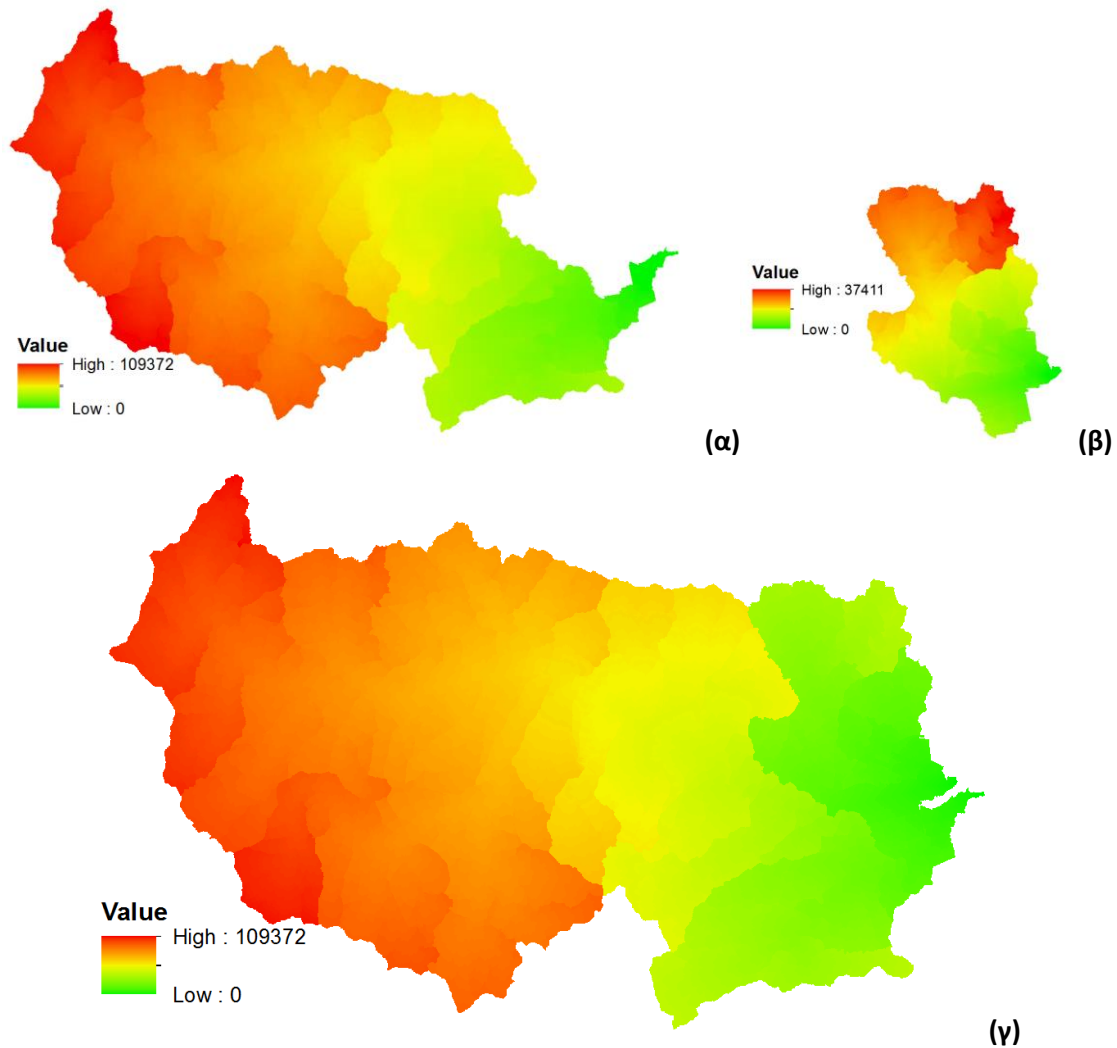 Value
High : 109372
Low : 0
(α)
Value
High : 37411
Low : 0
(β)
Value
High : 109372
Low : 0
(γ)